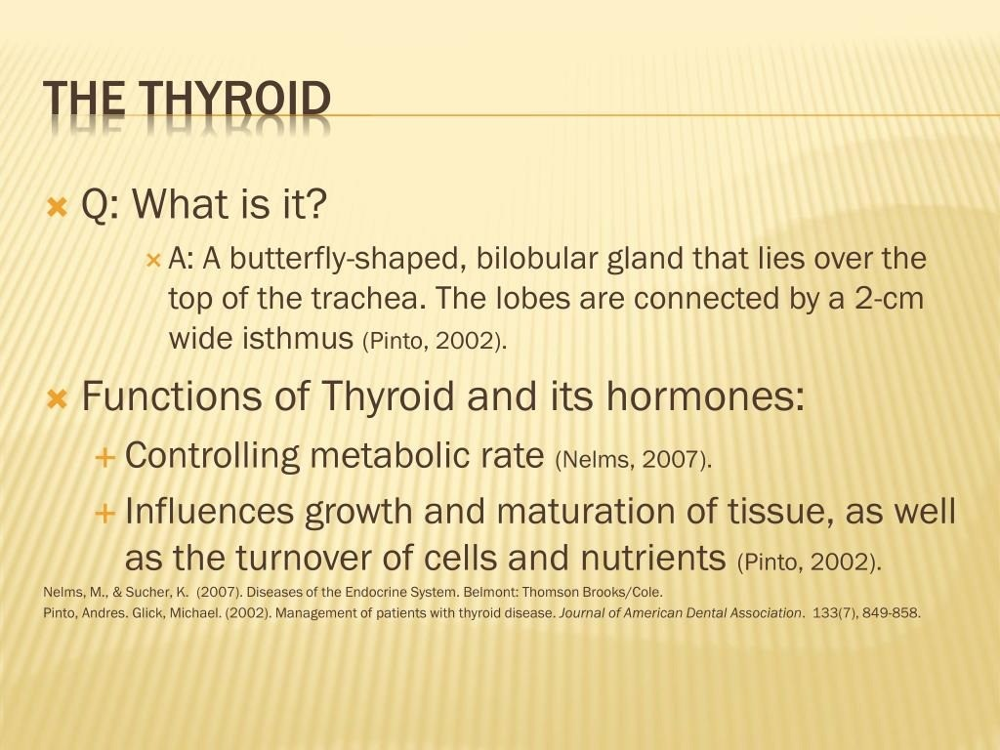 THE THYROID
Q: What is it?
A: A butterfly-shaped, bilobular gland that lies over the
top of the trachea. The lobes are connected by a 2-cm
wide isthmus (Pinto, 2002).
Functions of Thyroid and its hormones:
Controlling metabolic rate (Nelms, 2007).
Influences growth and maturation of tissue, as well
as the turnover of cells and nutrients (Pinto, 2002).
Nelms, M., & Sucher, K. (2007). Diseases of the Endocrine System. Belmont: Thomson Brooks/Cole.
Pinto, Andres. Glick, Michael. (2002). Management of patients with thyroid disease. Journal of American Dental Association. 133(7), 849-858.